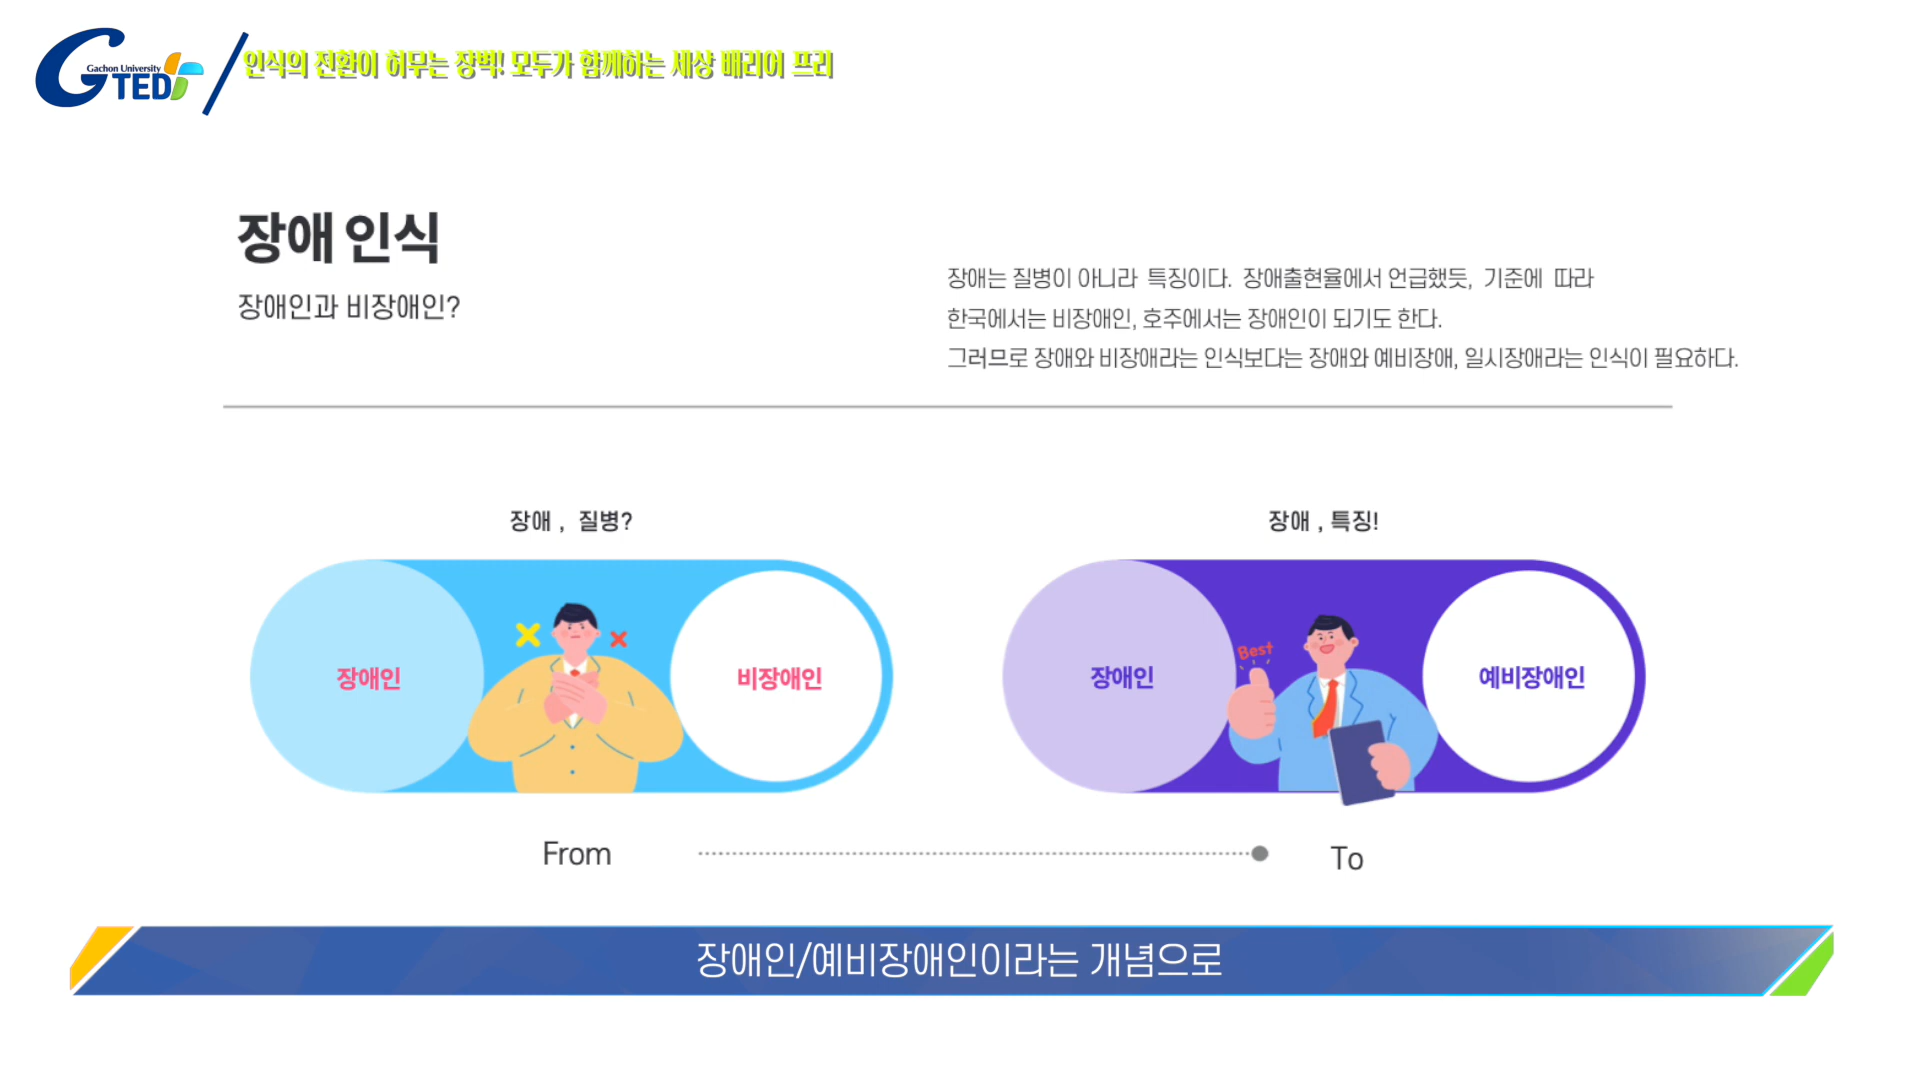 Gachon University
GTED
인식의 전환이 허무는 장벽! 모두가 함께하는 세상 배리어 프리
장애 인식
장애인과 비장애인?
장애는 질병이 아니라 특징이다. 장애출현율에서 언급했듯, 기준에 따라
한국에서는 비장애인, 호주에서는 장애인이 되기도 한다.
그러므로 장애와 비장애라는 인식보다는 장애와 예비장애, 일시장애라는 인식이 필요하다.
장애 , 질병?
장애인
비장애인
장애 , 특징!
장애인
Best
예비장애인
From
To
장애인/예비장애인이라는 개념으로